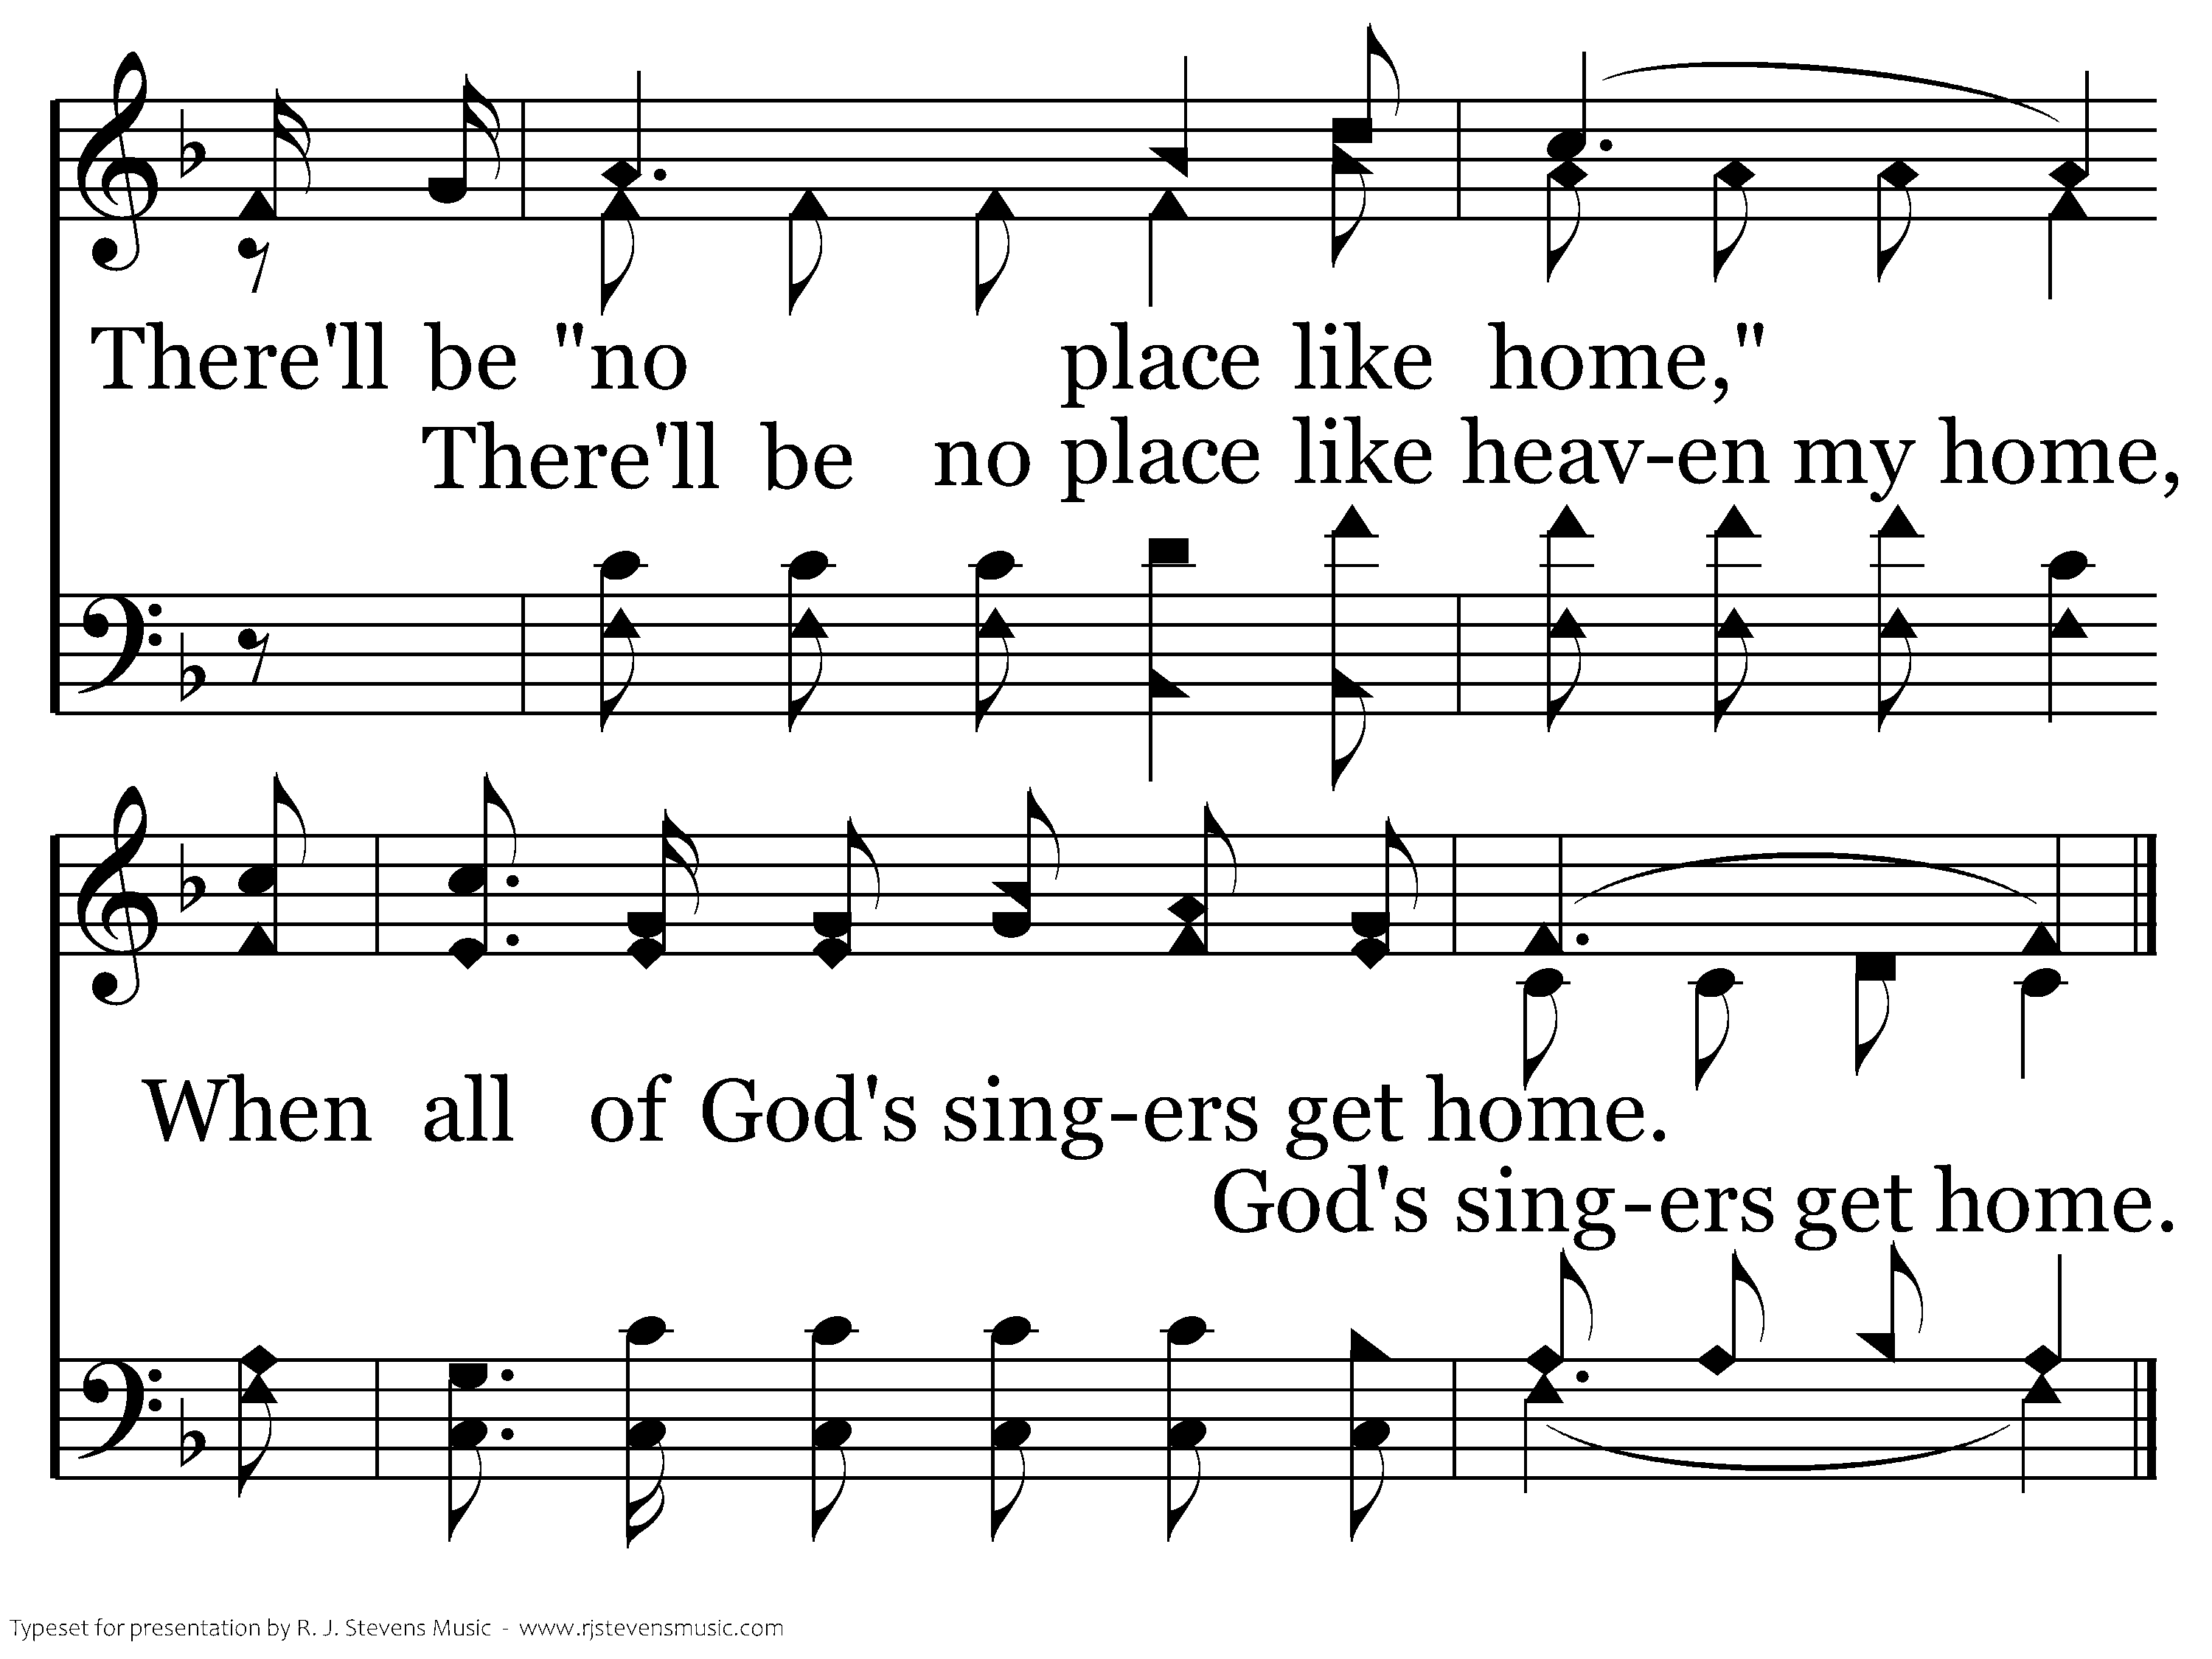 There'll be "no place like home,"
There'll be no place like heav-en my home,
When all of God's sing-ers get home.
God's sing-ers get home.
Typeset for presentation by R. J. Stevens Music - www.rjstevensmusic.com